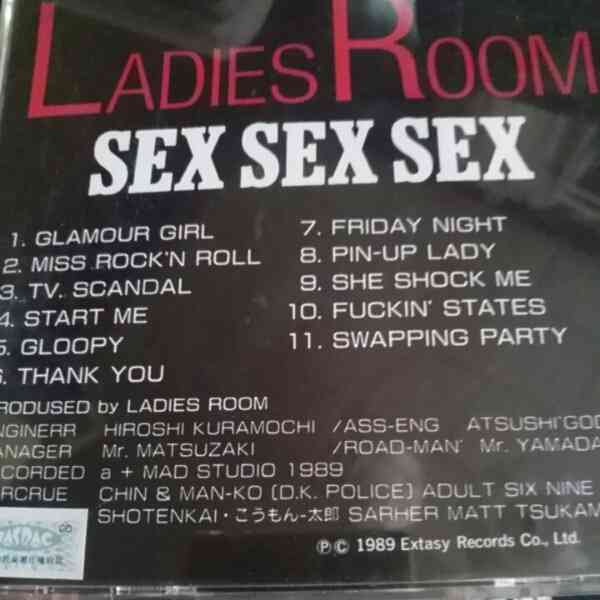 LADIES ROOM
SEX SEX SEX
1. GLAMOUR GIRL
2. MISS ROCK'N ROLL
3. TV. SCANDAL
4. START ME
5. GLOOPY
6. THANK YOU
7. FRIDAY NIGHT
8. PIN-UP LADY
9. SHE SHOCK ME
10. FUCKIN' STATES
11. SWAPPING PARTY
RODUSED by LADIES ROOM
NGINERR HIROSHI KURAMOCHI /ASS-ENG ATSUSHI'GOD
ANAGER Mr. MATSUZAKI /ROAD-MAN' Mr. YAMADA
CORDED a + MAD STUDIO 1989
RCRUE CHIN & MAN-KO (D.K. POLICE) ADULT SIX NINE
SHOTENKAI・こうもん-太郎 SARHER MATT TSUKAM
JASRAC
ⓅⒸ 1989 Extasy Records Co., Ltd.